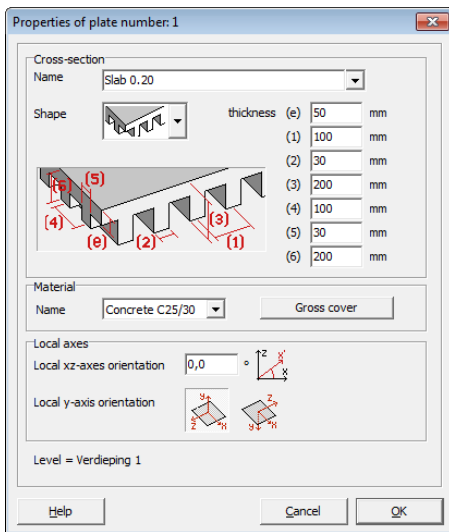 Properties of plate number: 1
Cross-section
Name Slab 0.20
Shape
thickness (e) 50 mm
(1) 100 mm
(2) 30 mm
(3) 200 mm
(4) 100 mm
(5) 30 mm
(6) 200 mm
(6) (5)
(4) (e) (2) (3) (1)
Material
Name Concrete C25/30 Gross cover
Local axes
Local xz-axes orientation 0,0 ° z x' x
Local y-axis orientation y z x z x y
Level = Verdieping 1
Help Cancel OK